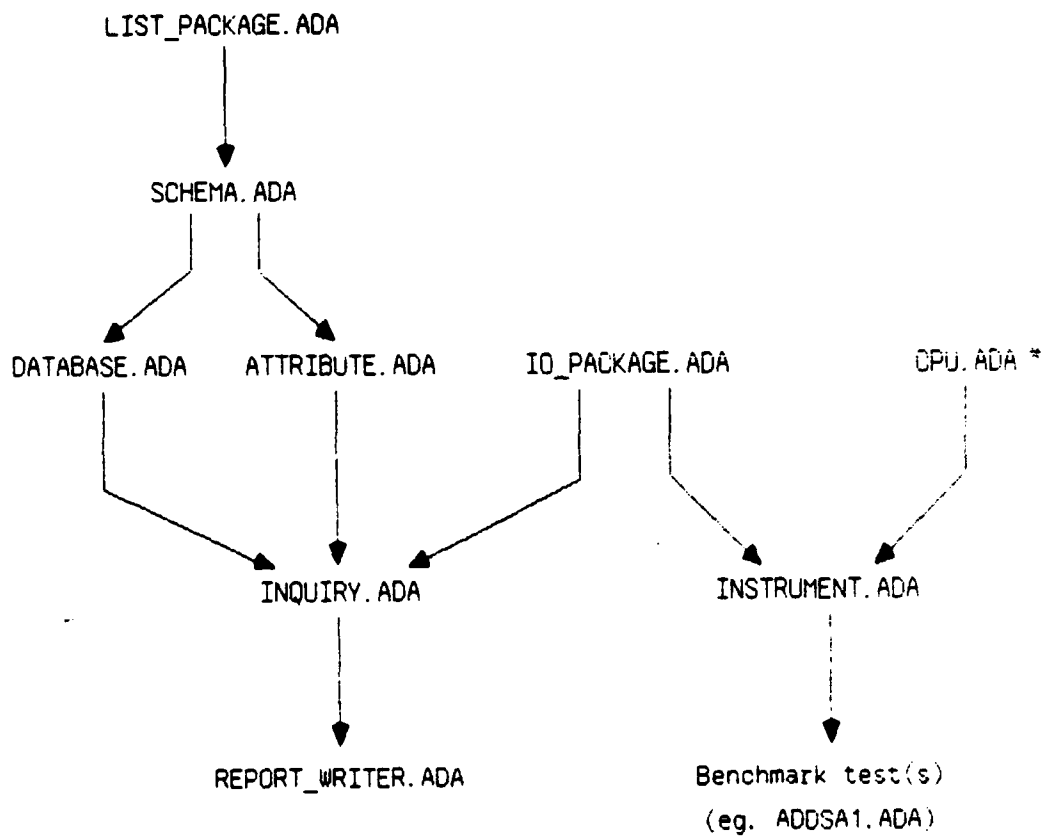 LIST_PACKAGE.ADA
SCHEMA.ADA
DATABASE.ADA ATTRIBUTE.ADA IO_PACKAGE.ADA CPU.ADA *
INQUIRY.ADA INSTRUMENT.ADA
REPORT_WRITER.ADA Benchmark test(s)
(eg. ADDSA1.ADA)